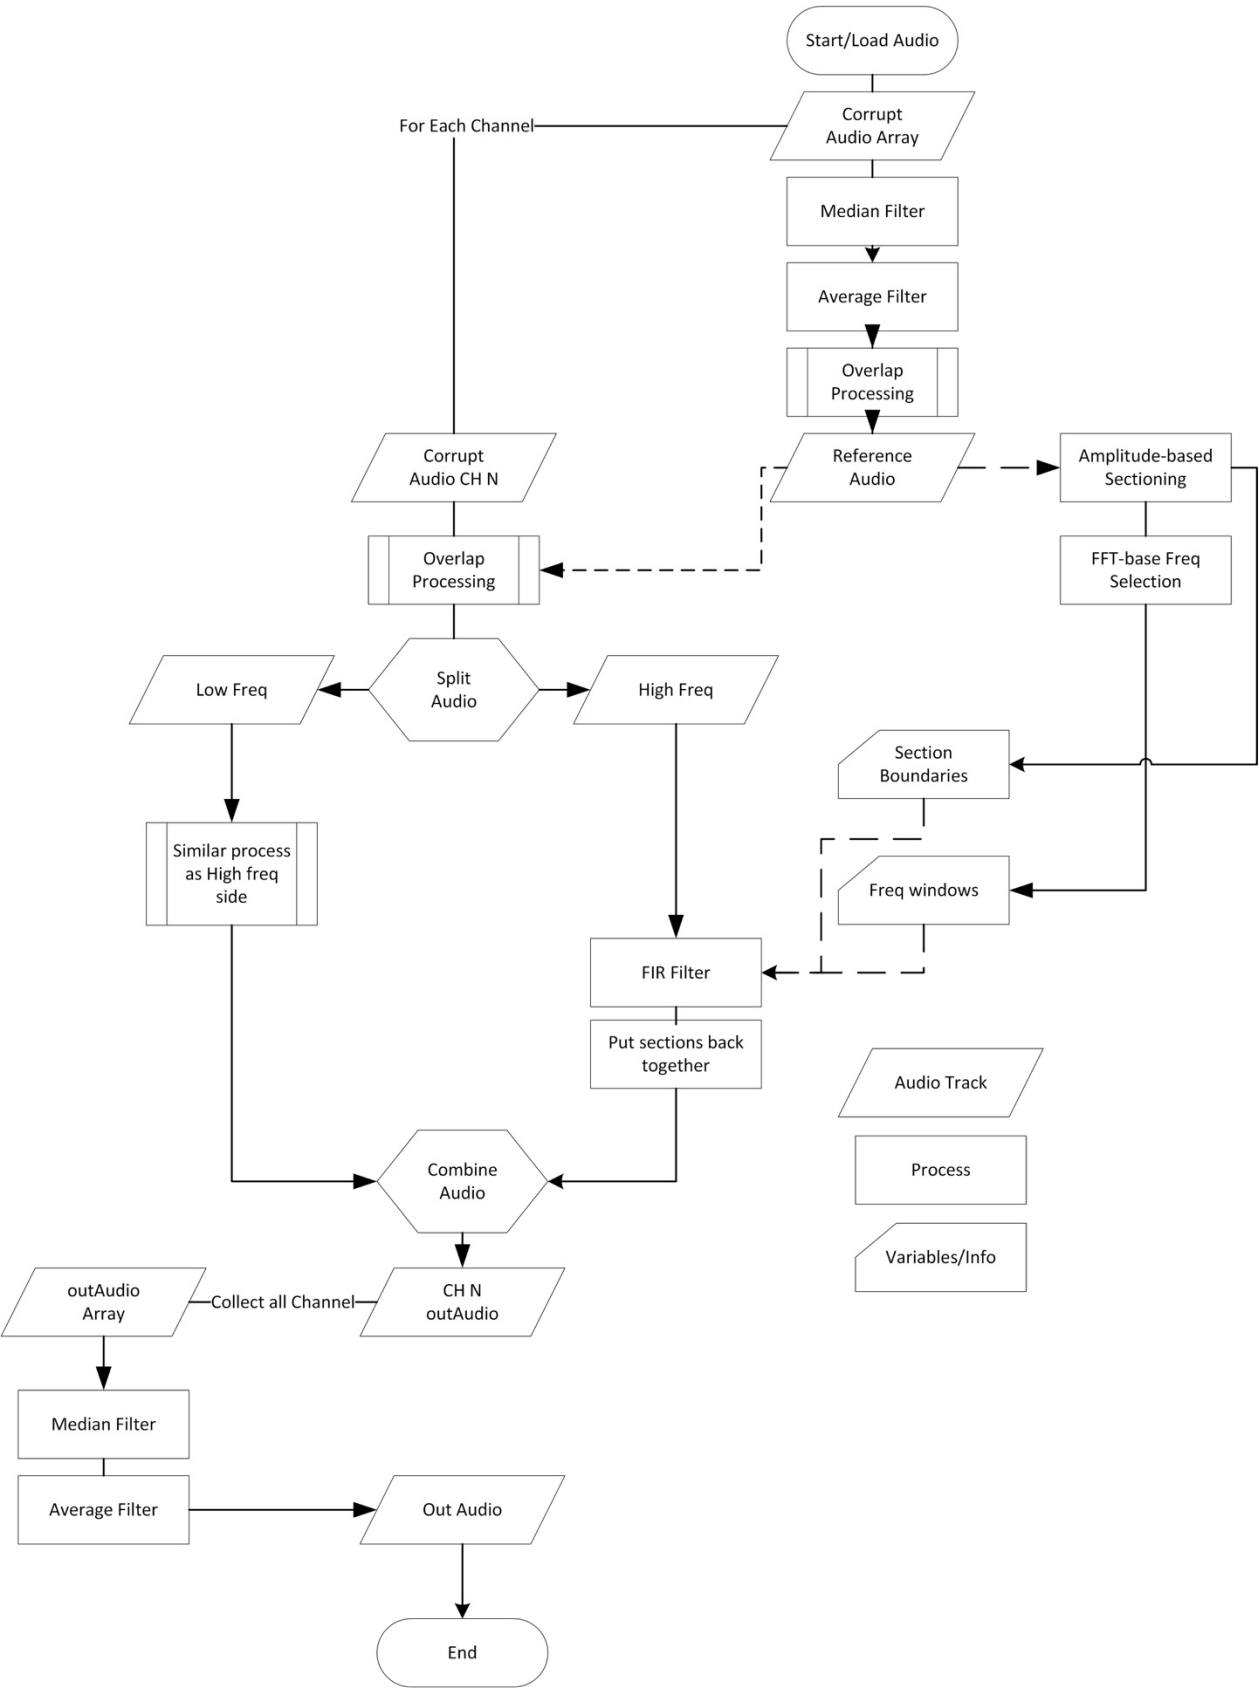 Start/Load Audio
For Each Channel
Corrupt
Audio Array
Median Filter
Average Filter
Overlap
Processing
Corrupt
Audio CH N
Reference
Audio
Amplitude-based
Sectioning
Overlap
Processing
FFT-base Freq
Selection
Low Freq
Split
Audio
High Freq
Section
Boundaries
Similar process
as High freq
side
Freq windows
FIR Filter
Put sections back
together
Audio Track
Process
Variables/Info
Combine
Audio
outAudio
Array
Collect all Channel
CH N
outAudio
Median Filter
Average Filter
Out Audio
End